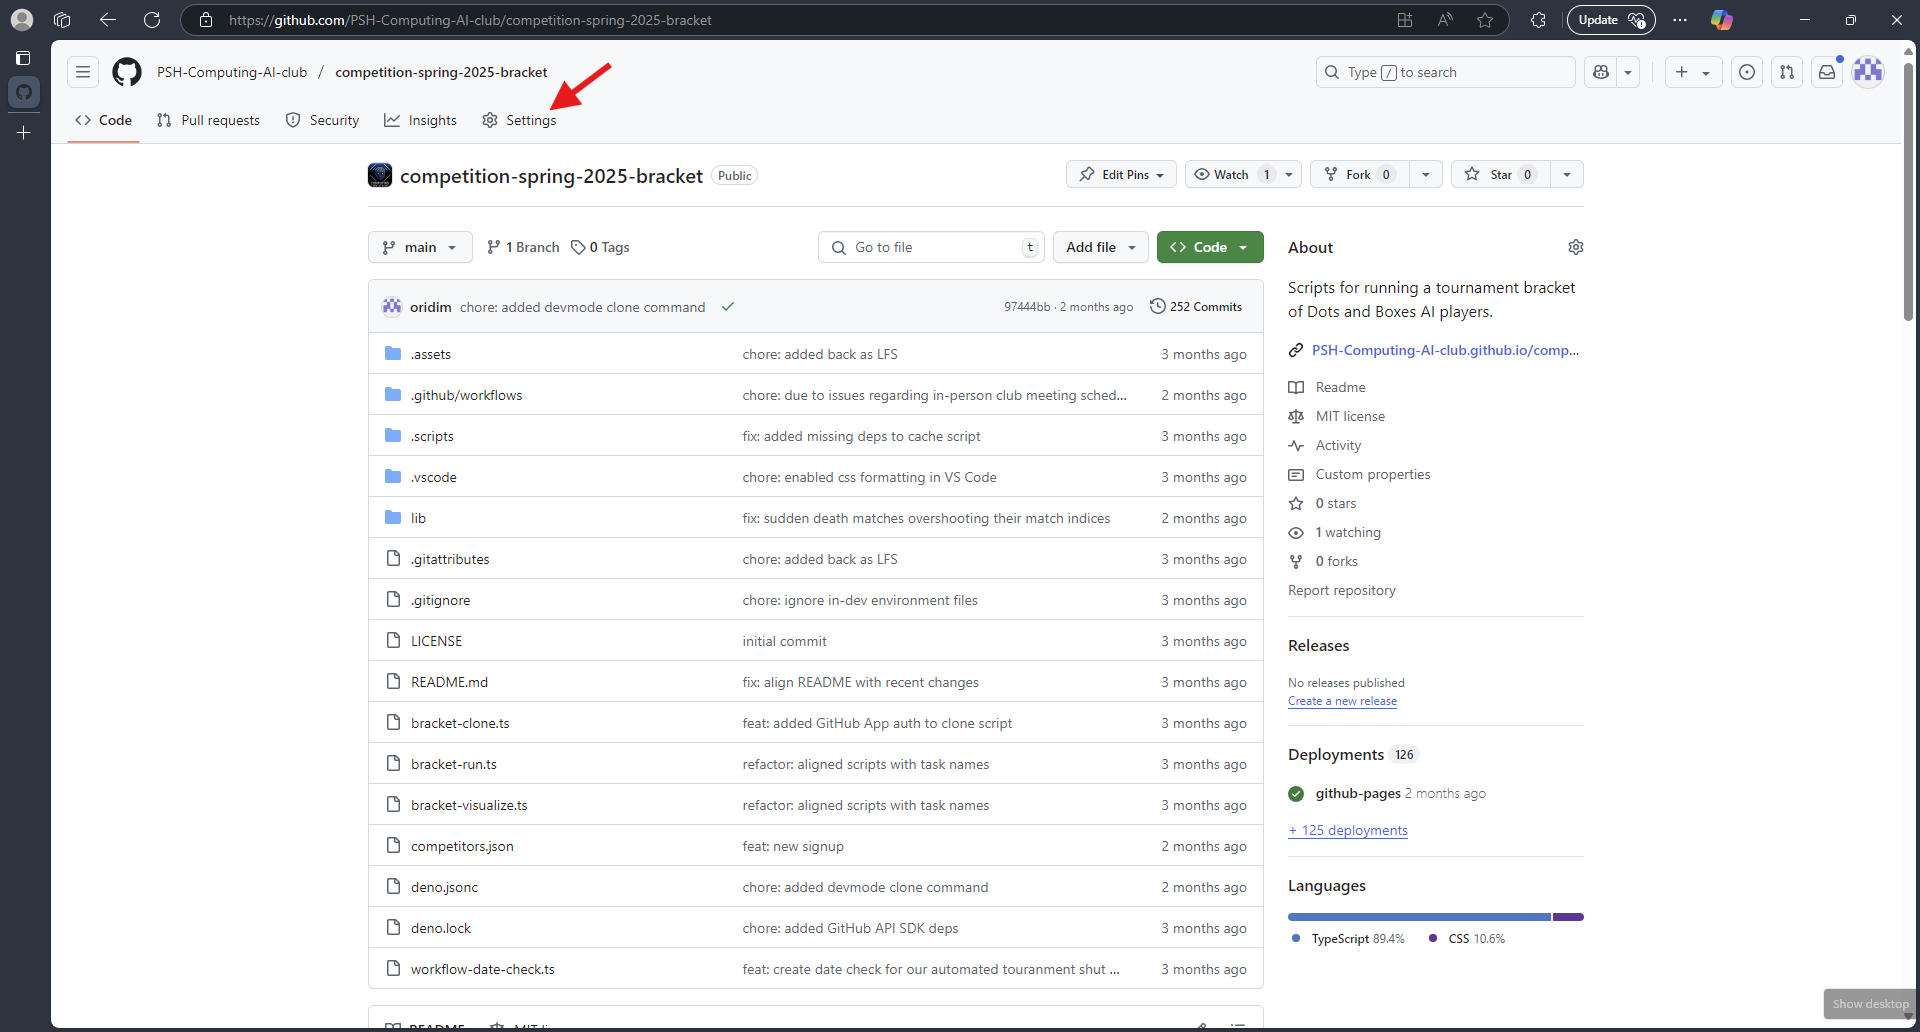 https://github.com/PSH-Computing-AI-club/competition-spring-2025-bracket
Update
PSH-Computing-AI-club / competition-spring-2025-bracket
Type / to search
Code
Pull requests
Security
Insights
Settings
competition-spring-2025-bracket
Public
Edit Pins
Watch 1
Fork 0
Star 0
main
1 Branch
0 Tags
Go to file
t
Add file
Code
oridim chore: added devmode clone command
97444bb · 2 months ago
252 Commits
.assets chore: added back as LFS 3 months ago
.github/workflows chore: due to issues regarding in-person club meeting sched... 2 months ago
.scripts fix: added missing deps to cache script 3 months ago
.vscode chore: enabled css formatting in VS Code 3 months ago
lib fix: sudden death matches overshooting their match indices 2 months ago
.gitattributes chore: added back as LFS 3 months ago
.gitignore chore: ignore in-dev environment files 3 months ago
LICENSE initial commit 3 months ago
README.md fix: align README with recent changes 3 months ago
bracket-clone.ts feat: added GitHub App auth to clone script 3 months ago
bracket-run.ts refactor: aligned scripts with task names 3 months ago
bracket-visualize.ts refactor: aligned scripts with task names 3 months ago
competitors.json feat: new signup 2 months ago
deno.jsonc chore: added devmode clone command 2 months ago
deno.lock chore: added GitHub API SDK deps 3 months ago
workflow-date-check.ts feat: create date check for our automated touranment shut ... 3 months ago
README
About
Scripts for running a tournament bracket
of Dots and Boxes AI players.
PSH-Computing-AI-club.github.io/comp...
Readme
MIT license
Activity
Custom properties
0 stars
1 watching
0 forks
Report repository
Releases
No releases published
Create a new release
Deployments 126
github-pages 2 months ago
+ 125 deployments
Languages
TypeScript 89.4%
CSS 10.6%
Show desktop